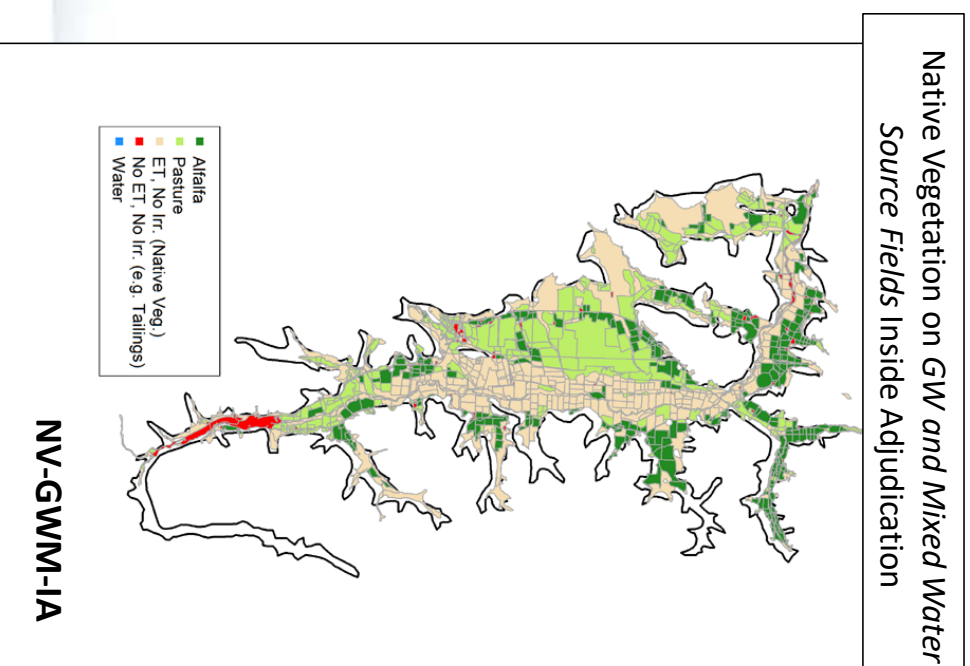 Native Vegetation on GW and Mixed Water
Source Fields Inside Adjudication
Alfalfa
Pasture
ET, No Irr. (Native Veg.)
No ET, No Irr. (e.g. Tailings)
Water
NV-GWM-IA